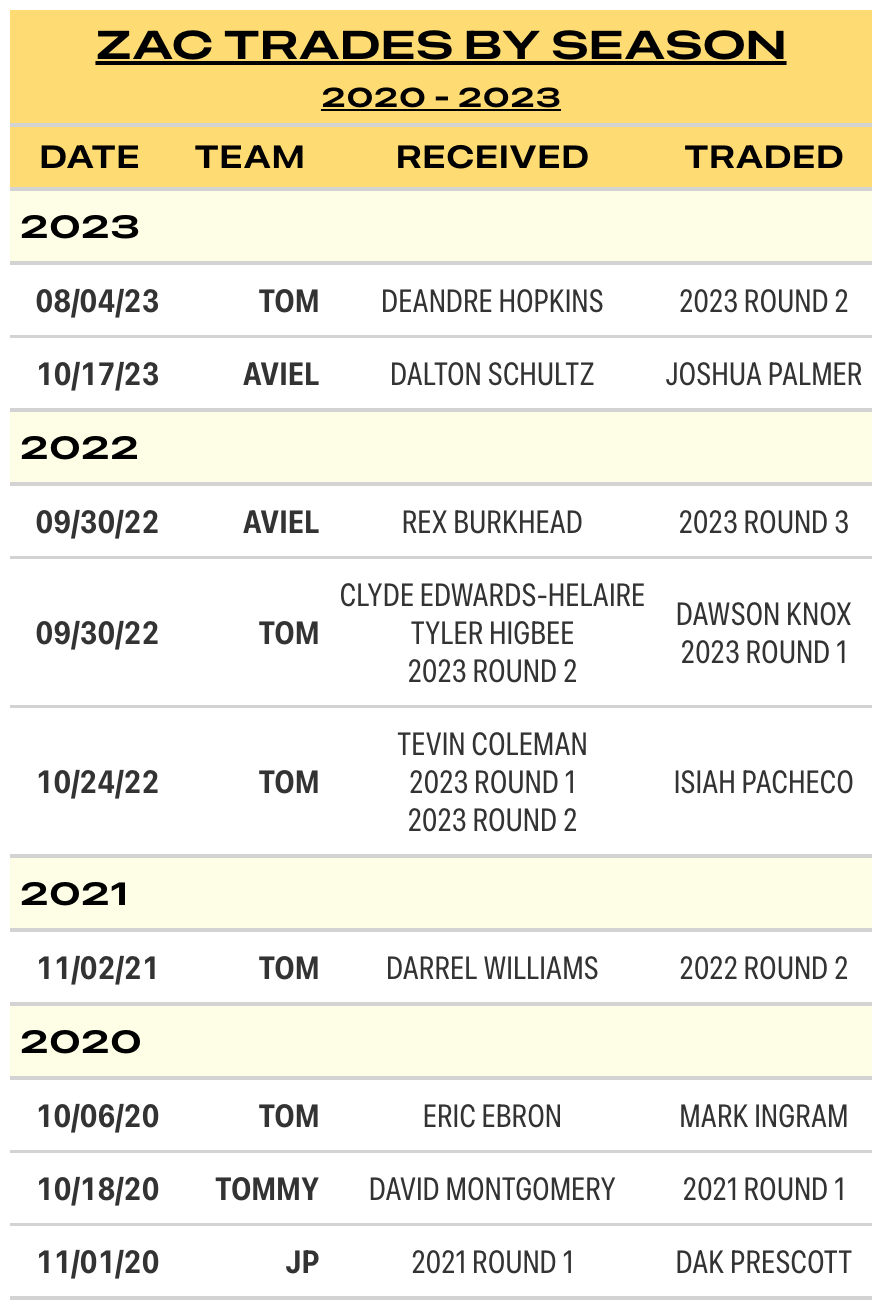 ZAC TRADES BY SEASON
2020 - 2023
DATE TEAM RECEIVED TRADED
2023
08/04/23 TOM DEANDRE HOPKINS 2023 ROUND 2
10/17/23 AVIEL DALTON SCHULTZ JOSHUA PALMER
2022
09/30/22 AVIEL REX BURKHEAD 2023 ROUND 3
09/30/22 TOM
CLYDE EDWARDS-HELAIRE
TYLER HIGBEE
2023 ROUND 2
DAWSON KNOX
2023 ROUND 1
10/24/22 TOM
TEVIN COLEMAN
2023 ROUND 1
2023 ROUND 2
ISIAH PACHECO
2021
11/02/21 TOM DARREL WILLIAMS 2022 ROUND 2
2020
10/06/20 TOM ERIC EBRON MARK INGRAM
10/18/20 TOMMY DAVID MONTGOMERY 2021 ROUND 1
11/01/20 JP 2021 ROUND 1 DAK PRESCOTT